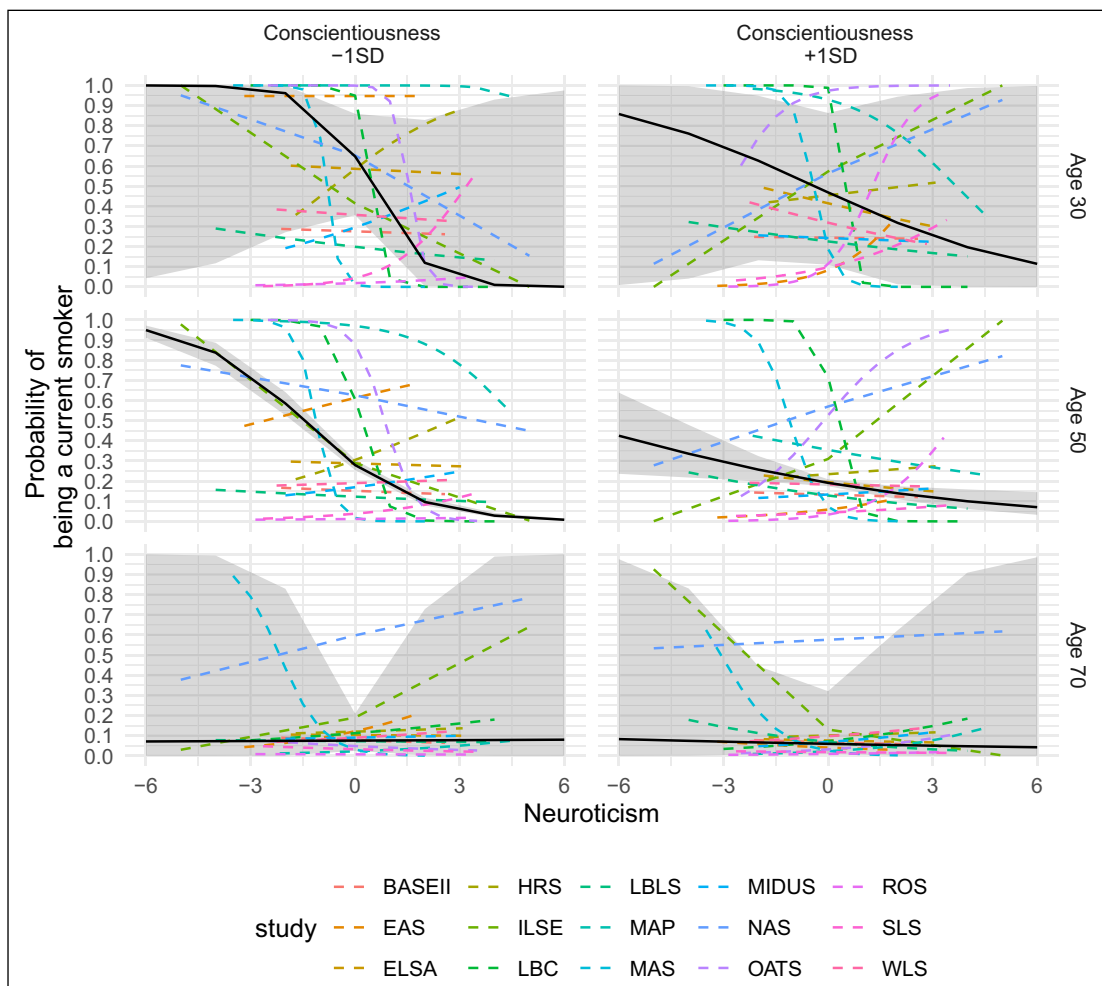 Conscientiousness
−1SD
Conscientiousness
+1SD
1.0
0.9
0.8
0.7
0.6
0.5
0.4
0.3
0.2
0.1
0.0
Age 30
1.0
0.9
0.8
0.7
0.6
0.5
0.4
0.3
0.2
0.1
0.0
Age 50
1.0
0.9
0.8
0.7
0.6
0.5
0.4
0.3
0.2
0.1
0.0
Age 70
Probability of
being a current smoker
−6 −3 0 3 6 −6 −3 0 3 6
Neuroticism
study
BASEII HRS LBLS MIDUS ROS
EAS ILSE MAP NAS SLS
ELSA LBC MAS OATS WLS